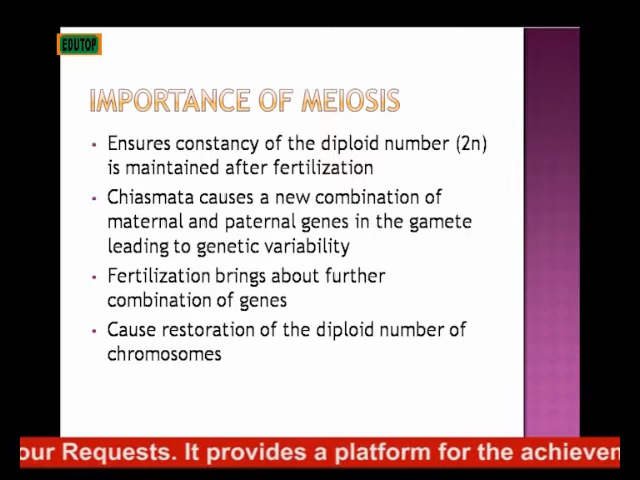 EDUTOP
IMPORTANCE OF MEIOSIS
Ensures constancy of the diploid number (2n)
is maintained after fertilization
Chiasmata causes a new combination of
maternal and paternal genes in the gamete
leading to genetic variability
Fertilization brings about further
combination of genes
Cause restoration of the diploid number of
chromosomes
our Requests. It provides a platform for the achievem